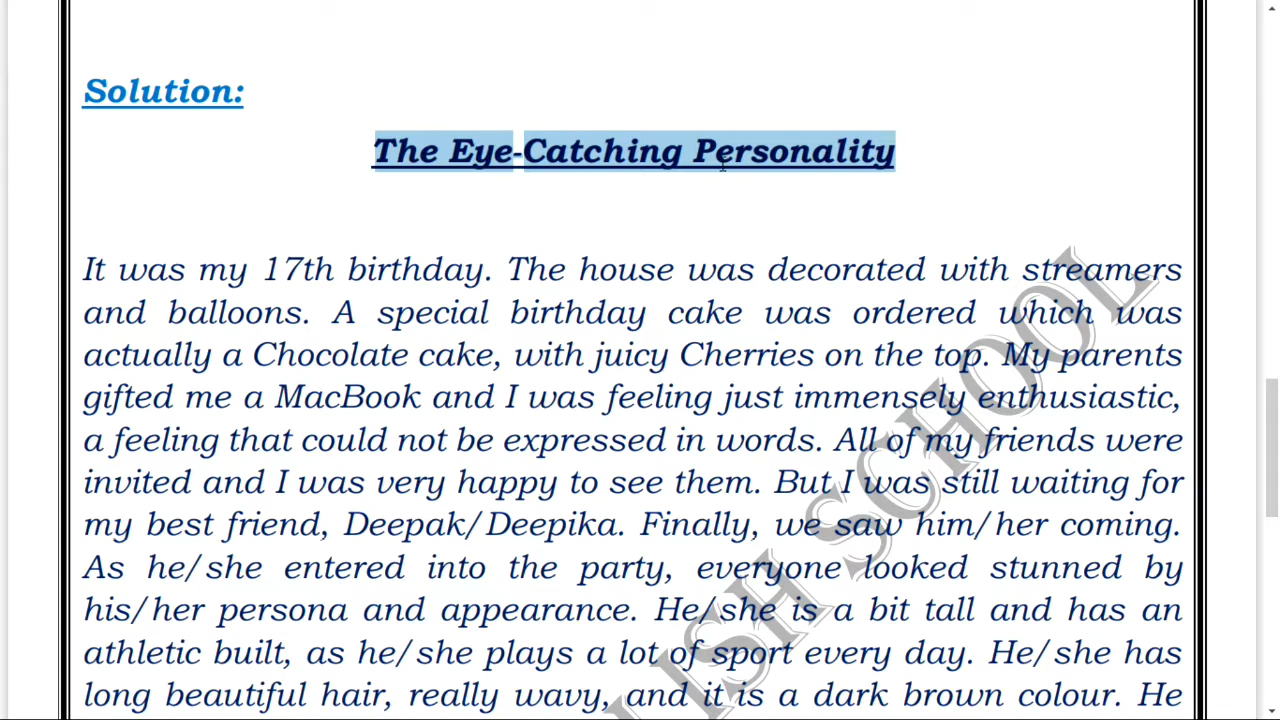 Solution:
The Eye-Catching Personality
It was my 17th birthday. The house was decorated with streamers
and balloons. A special birthday cake was ordered which was
actually a Chocolate cake, with juicy Cherries on the top. My parents
gifted me a MacBook and I was feeling just immensely enthusiastic,
a feeling that could not be expressed in words. All of my friends were
invited and I was very happy to see them. But I was still waiting for
my best friend, Deepak/Deepika. Finally, we saw him/her coming.
As he/she entered into the party, everyone looked stunned by
his/her persona and appearance. He/she is a bit tall and has an
athletic built, as he/she plays a lot of sport every day. He/she has
long beautiful hair, really wavy, and it is a dark brown colour. He
ISH SCHOOL